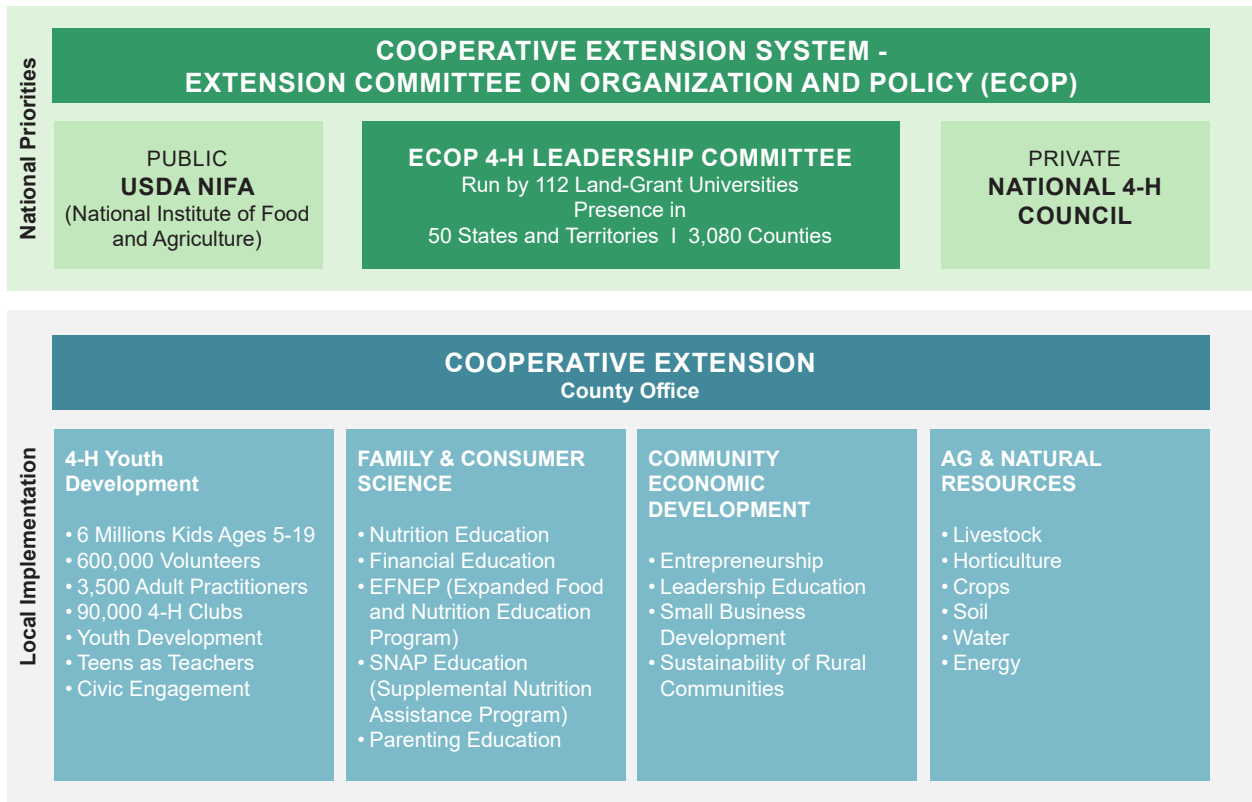 National Priorities
COOPERATIVE EXTENSION SYSTEM -
EXTENSION COMMITTEE ON ORGANIZATION AND POLICY (ECOP)
PUBLIC
USDA NIFA
(National Institute of Food
and Agriculture)
ECOP 4-H LEADERSHIP COMMITTEE
Run by 112 Land-Grant Universities
Presence in
50 States and Territories I 3,080 Counties
PRIVATE
NATIONAL 4-H
COUNCIL
Local Implementation
COOPERATIVE EXTENSION
County Office
4-H Youth
Development
• 6 Millions Kids Ages 5-19
• 600,000 Volunteers
• 3,500 Adult Practitioners
• 90,000 4-H Clubs
• Youth Development
• Teens as Teachers
• Civic Engagement
FAMILY & CONSUMER
SCIENCE
• Nutrition Education
• Financial Education
• EFNEP (Expanded Food
and Nutrition Education
Program)
• SNAP Education
(Supplemental Nutrition
Assistance Program)
• Parenting Education
COMMUNITY
ECONOMIC
DEVELOPMENT
• Entrepreneurship
• Leadership Education
• Small Business
Development
• Sustainability of Rural
Communities
AG & NATURAL
RESOURCES
• Livestock
• Horticulture
• Crops
• Soil
• Water
• Energy